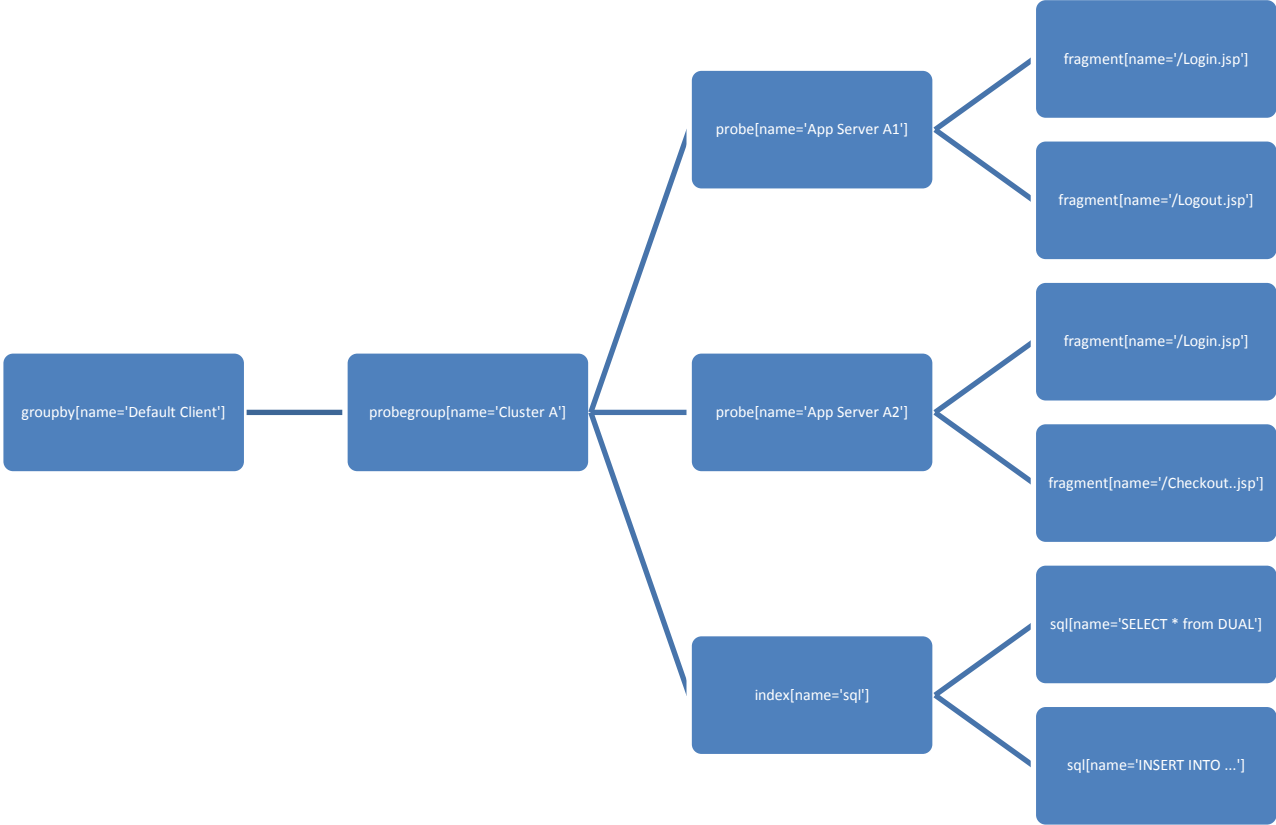 groupby[name='Default Client']
probegroup[name='Cluster A']
probe[name='App Server A1']
fragment[name='/Login.jsp']
fragment[name='/Logout.jsp']
probe[name='App Server A2']
fragment[name='/Login.jsp']
fragment[name='/Checkout..jsp']
index[name='sql']
sql[name='SELECT * from DUAL']
sql[name='INSERT INTO ...']